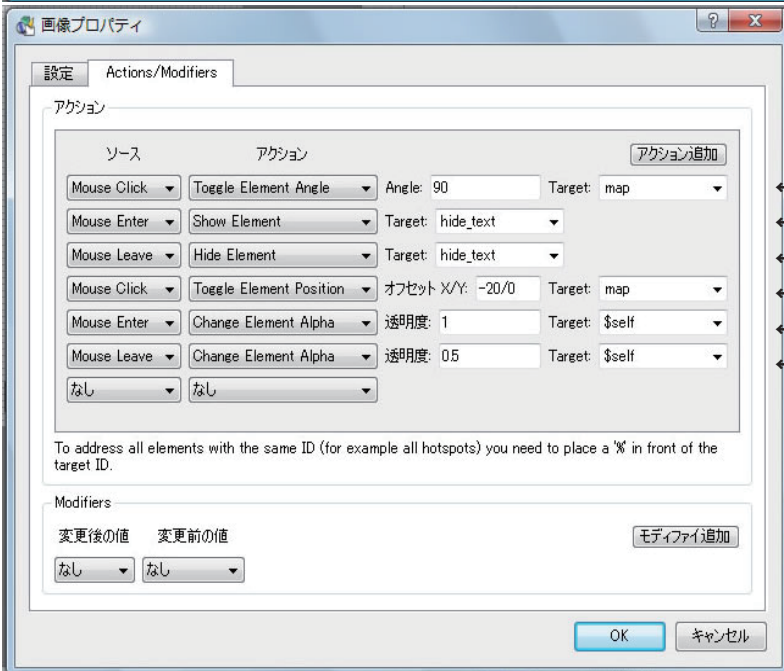 画像プロパティ
設定 Actions/Modifiers
アクション
ソース アクション アクション追加
Mouse Click Toggle Element Angle Angle: 90 Target: map
Mouse Enter Show Element Target: hide_text
Mouse Leave Hide Element Target: hide_text
Mouse Click Toggle Element Position オフセット X/Y: -20/0 Target: map
Mouse Enter Change Element Alpha 透明度: 1 Target: $self
Mouse Leave Change Element Alpha 透明度: 0.5 Target: $self
なし なし
To address all elements with the same ID (for example all hotspots) you need to place a '%' in front of the
target ID.
Modifiers
変更後の値 変更前の値 モディファイ追加
なし なし
OK キャンセル